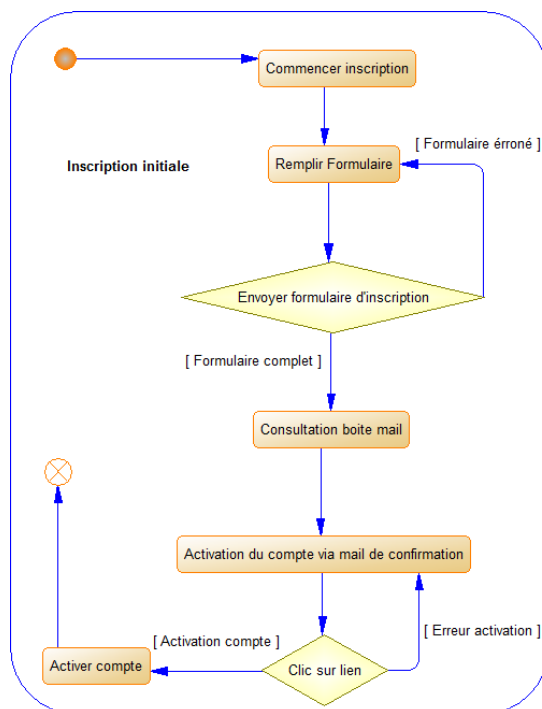 Commencer inscription
[ Formulaire érroné ]
Inscription initiale
Remplir Formulaire
Envoyer formulaire d'inscription
[ Formulaire complet ]
Consultation boite mail
Activation du compte via mail de confirmation
[ Activation compte ]
[ Erreur activation ]
Activer compte
Clic sur lien